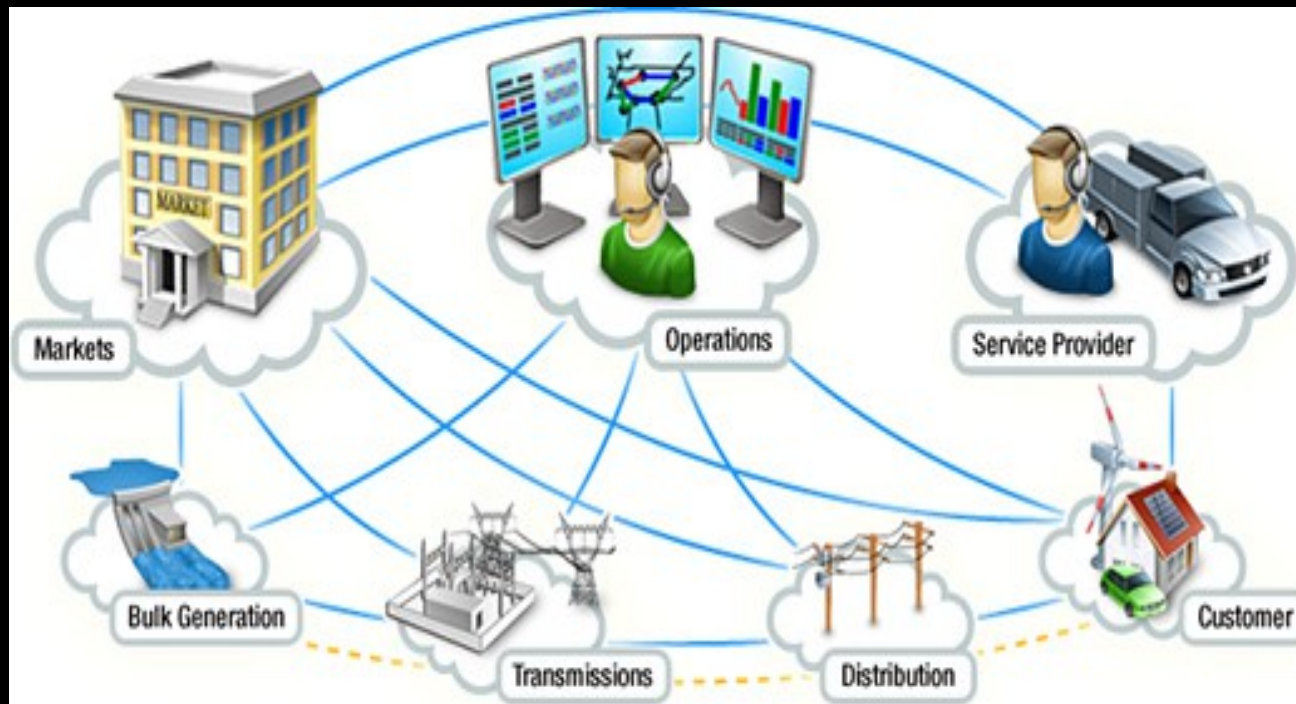 MARKET
Markets
Operations
Service Provider
Bulk Generation
Transmissions
Distribution
Customer